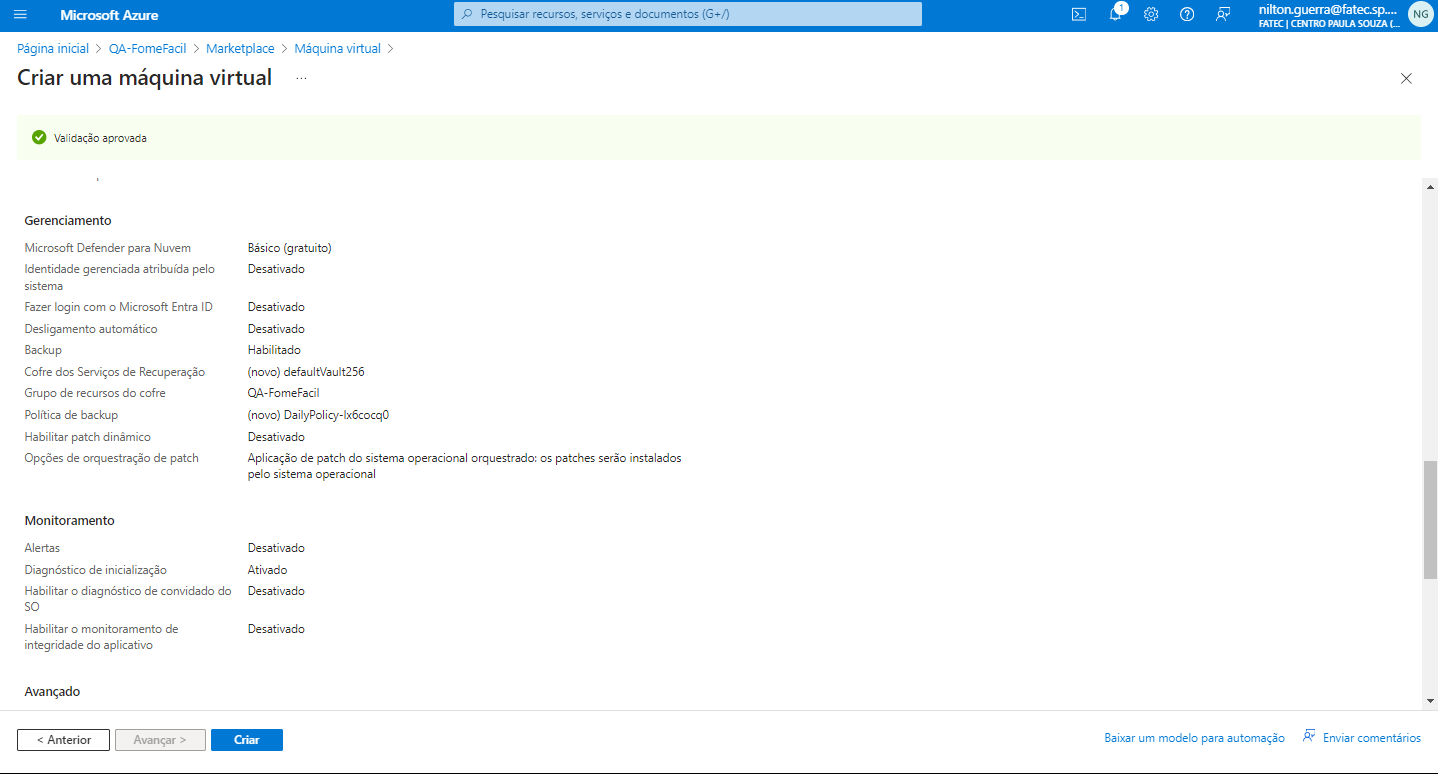 Microsoft Azure
Pesquisar recursos, serviços e documentos (G+/)
1
nilton.guerra@fatec.sp....
FATEC | CENTRO PAULA SOUZA (...
NG
Página inicial > QA-FomeFacil > Marketplace > Máquina virtual >
Criar uma máquina virtual ...
Validação aprovada
Gerenciamento
Microsoft Defender para Nuvem Básico (gratuito)
Identidade gerenciada atribuída pelo Desativado
sistema
Fazer login com o Microsoft Entra ID Desativado
Desligamento automático Desativado
Backup Habilitado
Cofre dos Serviços de Recuperação (novo) defaultVault256
Grupo de recursos do cofre QA-FomeFacil
Política de backup (novo) DailyPolicy-lx6cocq0
Habilitar patch dinâmico Desativado
Opções de orquestração de patch Aplicação de patch do sistema operacional orquestrado: os patches serão instalados
pelo sistema operacional
Monitoramento
Alertas Desativado
Diagnóstico de inicialização Ativado
Habilitar o diagnóstico de convidado do Desativado
SO
Habilitar o monitoramento de Desativado
integridade do aplicativo
Avançado
< Anterior Avançar > Criar Baixar um modelo para automação Enviar comentários